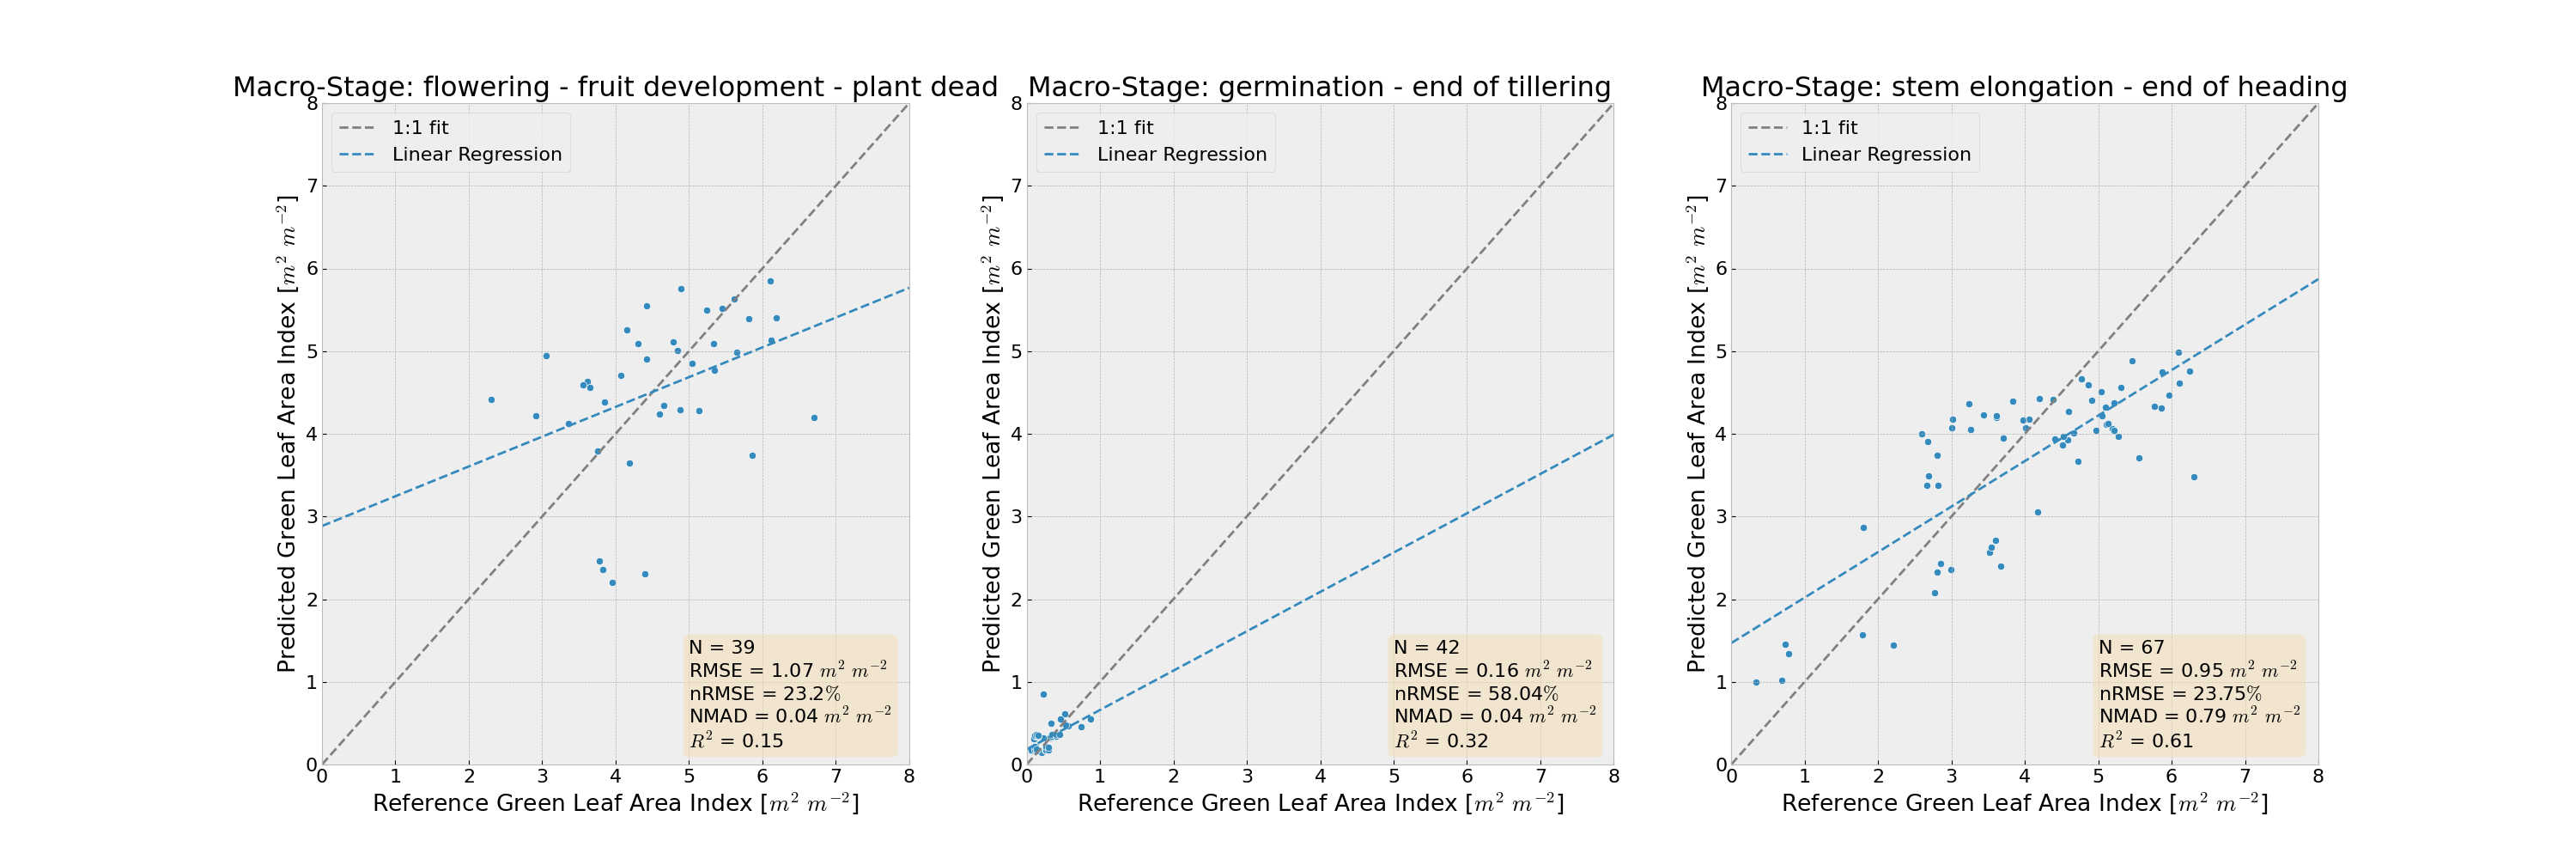 Macro-Stage: flowering - fruit development - plant dead
8
7
6
5
4
3
2
1
0
Predicted Green Leaf Area Index [m² m⁻²]
1:1 fit
Linear Regression
N = 39
RMSE = 1.07 m² m⁻²
nRMSE = 23.2%
NMAD = 0.04 m² m⁻²
R² = 0.15
0 1 2 3 4 5 6 7 8
Reference Green Leaf Area Index [m² m⁻²]
Macro-Stage: germination - end of tillering
8
7
6
5
4
3
2
1
0
Predicted Green Leaf Area Index [m² m⁻²]
1:1 fit
Linear Regression
N = 42
RMSE = 0.16 m² m⁻²
nRMSE = 58.04%
NMAD = 0.04 m² m⁻²
R² = 0.32
0 1 2 3 4 5 6 7 8
Reference Green Leaf Area Index [m² m⁻²]
Macro-Stage: stem elongation - end of heading
8
7
6
5
4
3
2
1
0
Predicted Green Leaf Area Index [m² m⁻²]
1:1 fit
Linear Regression
N = 67
RMSE = 0.95 m² m⁻²
nRMSE = 23.75%
NMAD = 0.79 m² m⁻²
R² = 0.61
0 1 2 3 4 5 6 7 8
Reference Green Leaf Area Index [m² m⁻²]